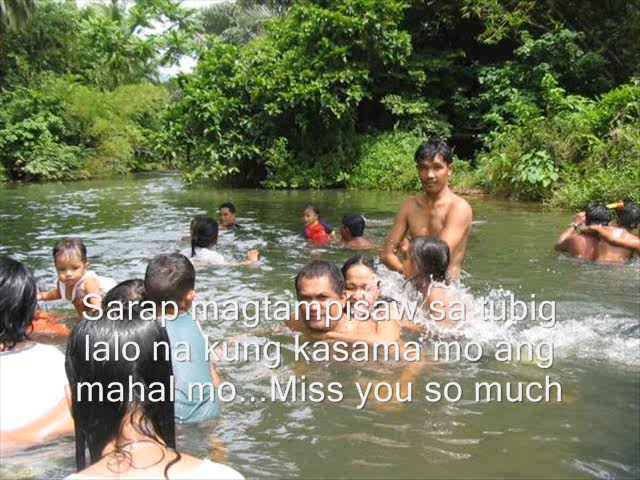 Sarap magtampisaw sa tubig
lalo na kung kasama mo ang
mahal mo...Miss you so much